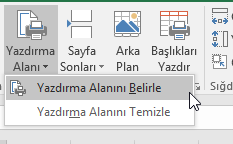 Yazdırma Alanı
Sayfa Sonları
Arka Plan
Başlıkları Yazdır
Yazdırma Alanını Belirle
Sığd
Yazdırma Alanını Temizle